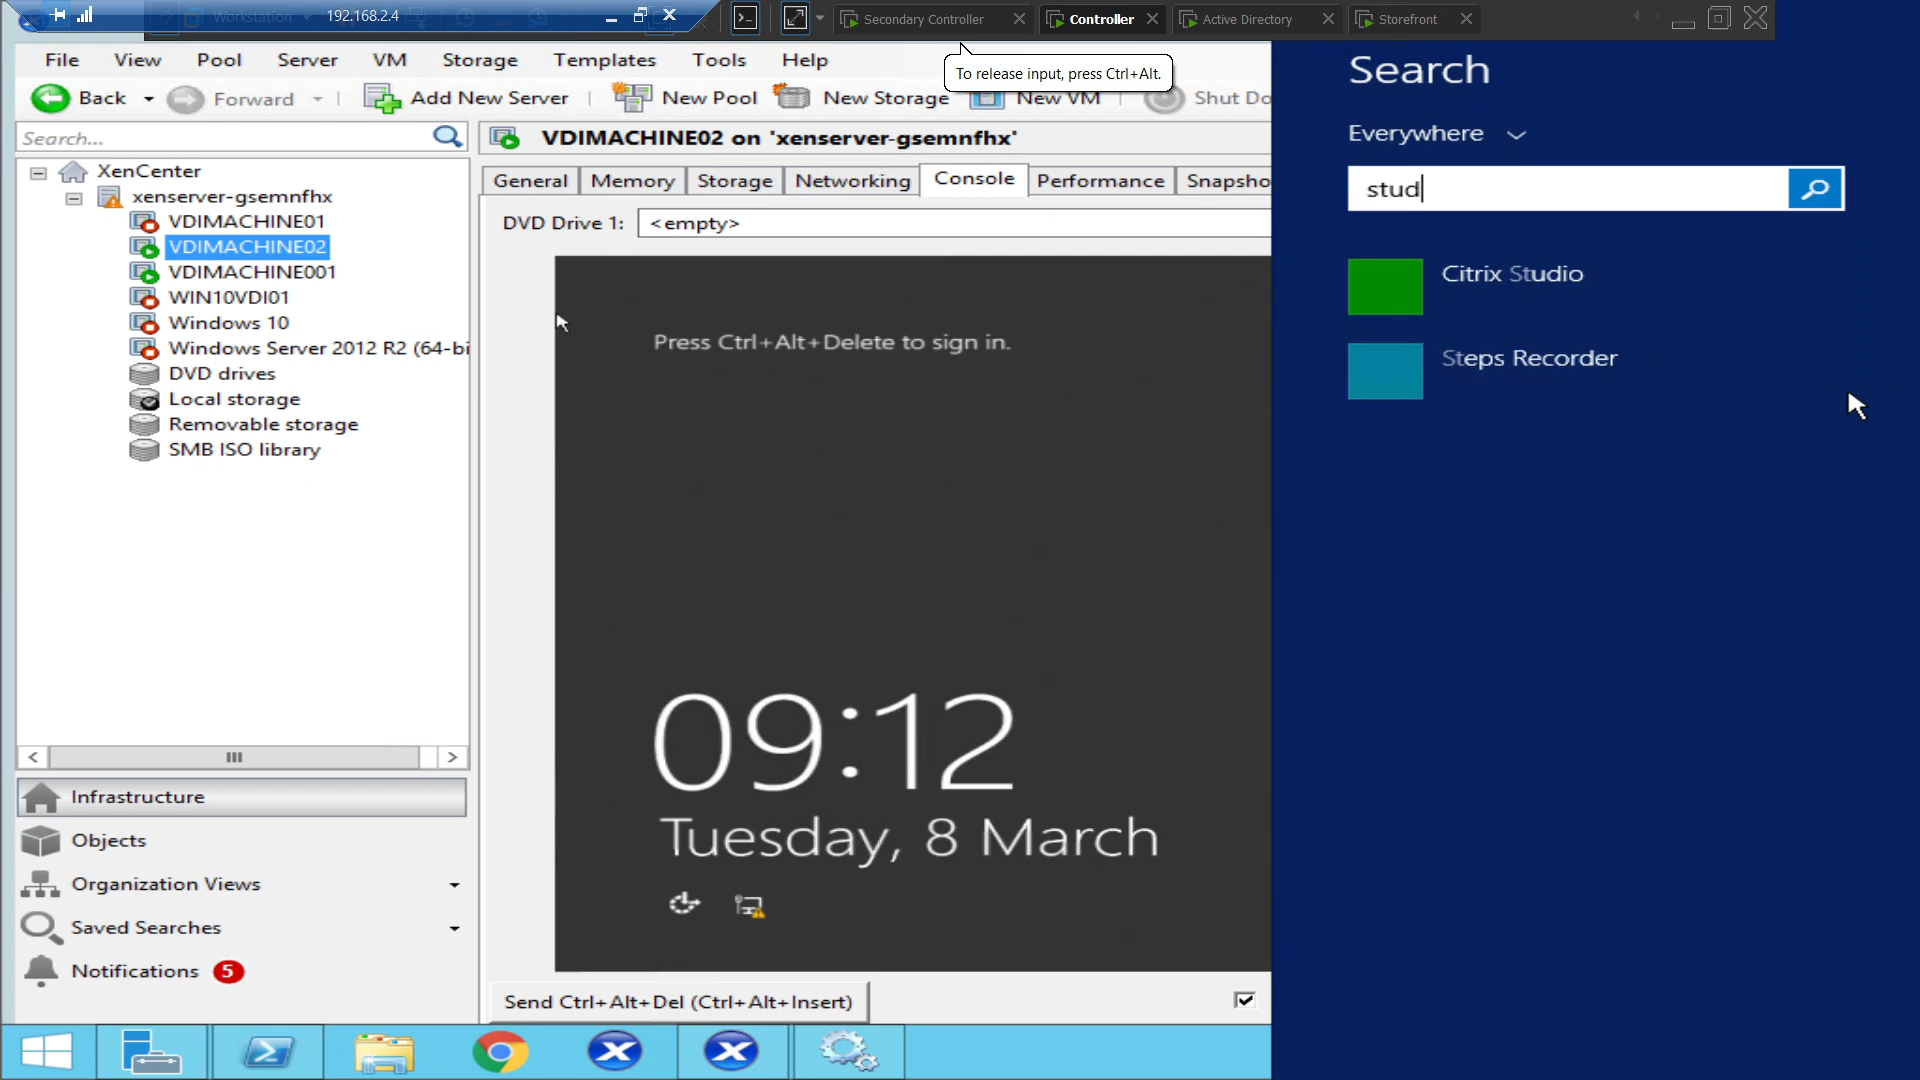 Workstation
192.168.2.4
Secondary Controller
Controller
Active Directory
Storefront
To release input, press Ctrl+Alt.
File View Pool Server VM Storage Templates Tools Help
Back Forward Add New Server New Pool New Storage New VM Shut Do
Search...
VDIMACHINE02 on 'xenserver-gsemnfhx'
General Memory Storage Networking Console Performance Snapsho
DVD Drive 1: <empty>
XenCenter
xenserver-gsemnfhx
VDIMACHINE01
VDIMACHINE02
VDIMACHINE001
WIN10VDI01
Windows 10
Windows Server 2012 R2 (64-bi
DVD drives
Local storage
Removable storage
SMB ISO library
Infrastructure
Objects
Organization Views
Saved Searches
Notifications 5
Press Ctrl+Alt+Delete to sign in.
09:12
Tuesday, 8 March
Send Ctrl+Alt+Del (Ctrl+Alt+Insert)
Search
Everywhere
stud
Citrix Studio
Steps Recorder